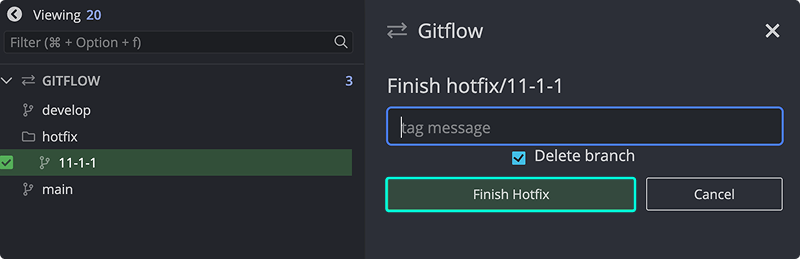 Viewing 20
Filter (⌘ + Option + f)
GITFLOW 3
develop
hotfix
11-1-1
main
Gitflow
Finish hotfix/11-1-1
tag message
Delete branch
Finish Hotfix
Cancel